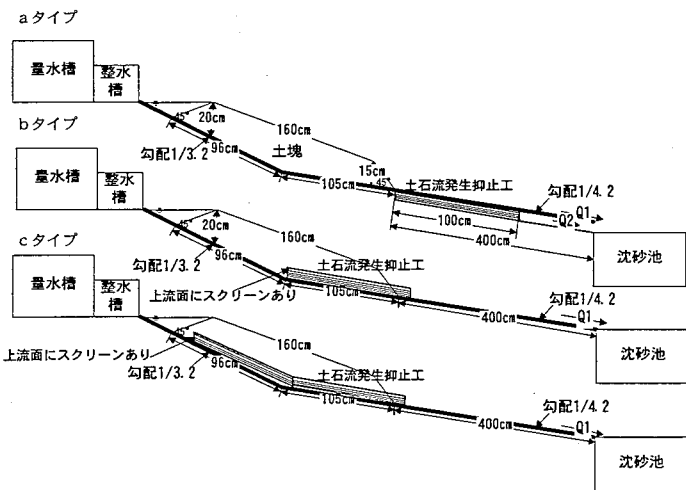 aタイプ
量水槽
整水
槽
45°
20cm
96cm
勾配1/3.2
160cm
土塊
15cm
45°
105cm
土石流発生抑止工
勾配1/4.2
Q1
Q2
100cm
400cm
沈砂池
bタイプ
量水槽
整水
槽
45°
20cm
96cm
勾配1/3.2
160cm
土石流発生抑止工
上流面にスクリーンあり
105cm
勾配1/4.2
Q1
400cm
沈砂池
cタイプ
量水槽
整水
槽
45°
上流面にスクリーンあり
96cm
勾配1/3.2
160cm
土石流発生抑止工
105cm
勾配1/4.2
Q1
400cm
沈砂池